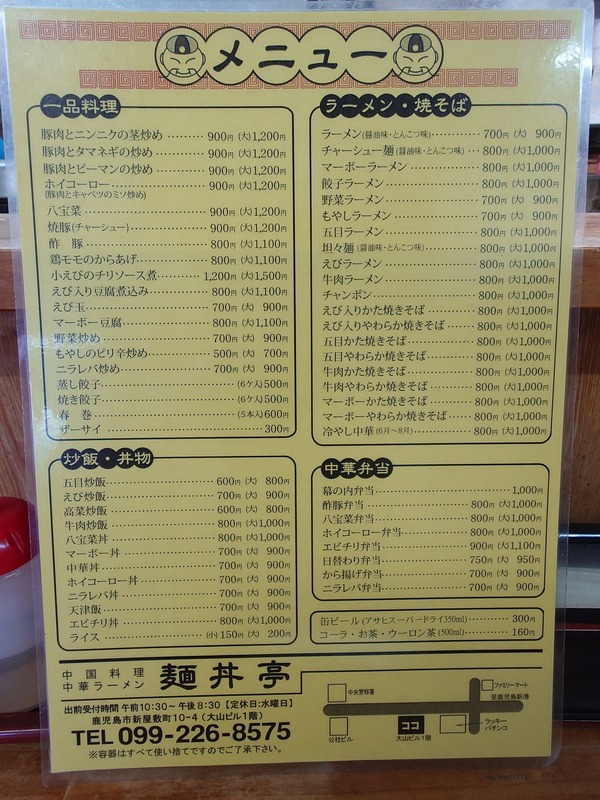 メニュー
一品料理
豚肉とニンニクの茎炒め ……… 900円 (大)1,200円
豚肉とタマネギの炒め ………… 900円 (大)1,200円
豚肉とピーマンの炒め ………… 900円 (大)1,200円
ホイコーロー …………………… 900円 (大)1,200円
(豚肉とキャベツのミソ炒め)
八宝菜 …………………………… 900円 (大)1,200円
焼豚(チャーシュー) …………… 900円 (大)1,200円
酢 豚 …………………………… 800円 (大)1,100円
鶏モモのからあげ ……………… 800円 (大)1,100円
小えびのチリソース煮 ………… 1,200円 (大)1,500円
えび入り豆腐煮込み …………… 800円 (大)1,100円
えび玉 …………………………… 700円 (大) 900円
マーボー豆腐 …………………… 800円 (大)1,100円
野菜炒め ………………………… 700円 (大) 900円
もやしのピリ辛炒め …………… 500円 (大) 700円
ニラレバ炒め …………………… 700円 (大) 900円
蒸し餃子 ………………………… (6ケ入)500円
焼き餃子 ………………………… (6ケ入)500円
春 巻 …………………………… (5本入)600円
ザーサイ ………………………… 300円
ラーメン・焼そば
ラーメン(醤油味・とんこつ味) ……… 700円 (大) 900円
チャーシュー麺(醤油味・とんこつ味) … 800円 (大)1,000円
マーボーラーメン ……………… 800円 (大)1,000円
餃子ラーメン …………………… 800円 (大)1,000円
野菜ラーメン …………………… 700円 (大) 900円
もやしラーメン ………………… 700円 (大) 900円
五目ラーメン …………………… 800円 (大)1,000円
坦々麺(醤油味・とんこつ味) ……… 800円 (大)1,000円
えびラーメン …………………… 800円 (大)1,000円
牛肉ラーメン …………………… 800円 (大)1,000円
チャンポン ……………………… 800円 (大)1,000円
えび入りかた焼きそば ………… 800円 (大)1,000円
えび入りやわらか焼きそば …… 800円 (大)1,000円
五目かた焼きそば ……………… 800円 (大)1,000円
五目やわらか焼きそば ………… 800円 (大)1,000円
牛肉かた焼きそば ……………… 800円 (大)1,000円
牛肉やわらか焼きそば ………… 800円 (大)1,000円
マーボーかた焼きそば ………… 800円 (大)1,000円
マーボーやわらか焼きそば …… 800円 (大)1,000円
冷やし中華(6月〜8月) ………… 800円 (大)1,000円
炒飯・丼物
五目炒飯 ………………………… 600円 (大) 800円
えび炒飯 ………………………… 700円 (大) 900円
高菜炒飯 ………………………… 600円 (大) 800円
牛肉炒飯 ………………………… 800円 (大)1,000円
八宝菜丼 ………………………… 800円 (大)1,000円
マーボー丼 ……………………… 700円 (大) 900円
中華丼 …………………………… 700円 (大) 900円
ホイコーロー丼 ………………… 700円 (大) 900円
ニラレバ丼 ……………………… 700円 (大) 900円
天津飯 …………………………… 700円 (大) 900円
エビチリ丼 ……………………… 800円 (大)1,000円
ライス …………………………… (小) 150円 (大) 200円
中華弁当
幕の内弁当 ……………………… 1,000円
酢豚弁当 ………………………… 800円 (大)1,000円
八宝菜弁当 ……………………… 800円 (大)1,000円
ホイコーロー弁当 ……………… 800円 (大)1,000円
エビチリ弁当 …………………… 900円 (大)1,100円
日替わり弁当 …………………… 750円 (大) 950円
から揚げ弁当 …………………… 700円 (大) 900円
ニラレバ弁当 …………………… 700円 (大) 900円
缶ビール(アサヒスーパードライ350ml) ……… 300円
コーラ・お茶・ウーロン茶(500ml) ……… 160円
中国料理
中華ラーメン
麺丼亭
出前受付時間 午前10:30〜午後8:30【定休日:水曜日】
鹿児島市新屋敷町10-4(大山ビル1階)
TEL 099-226-8575
※容器はすべて使い捨てですのでご了承下さい。
中央警察署
ファミリーマート
至鹿児島新港
公社ビル
ココ
大山ビル1階
ラッキー
パチンコ